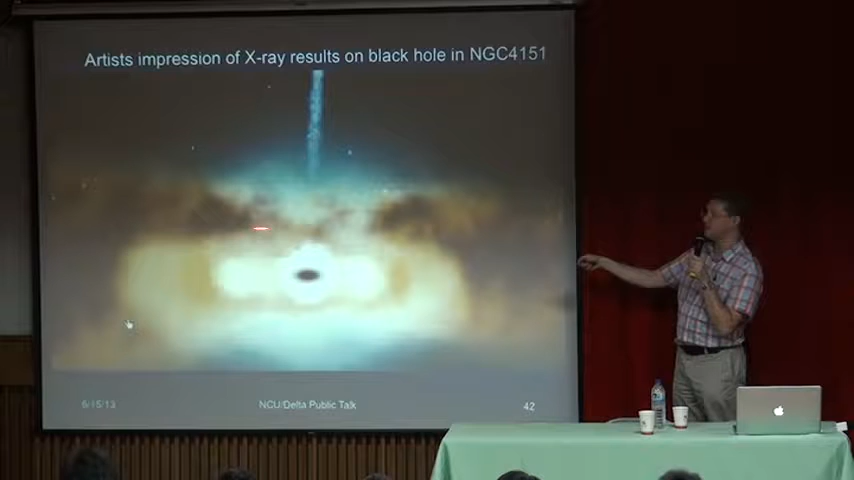 Artists impression of X-ray results on black hole in NGC4151
6/15/13
NCU/Delta Public Talk
42